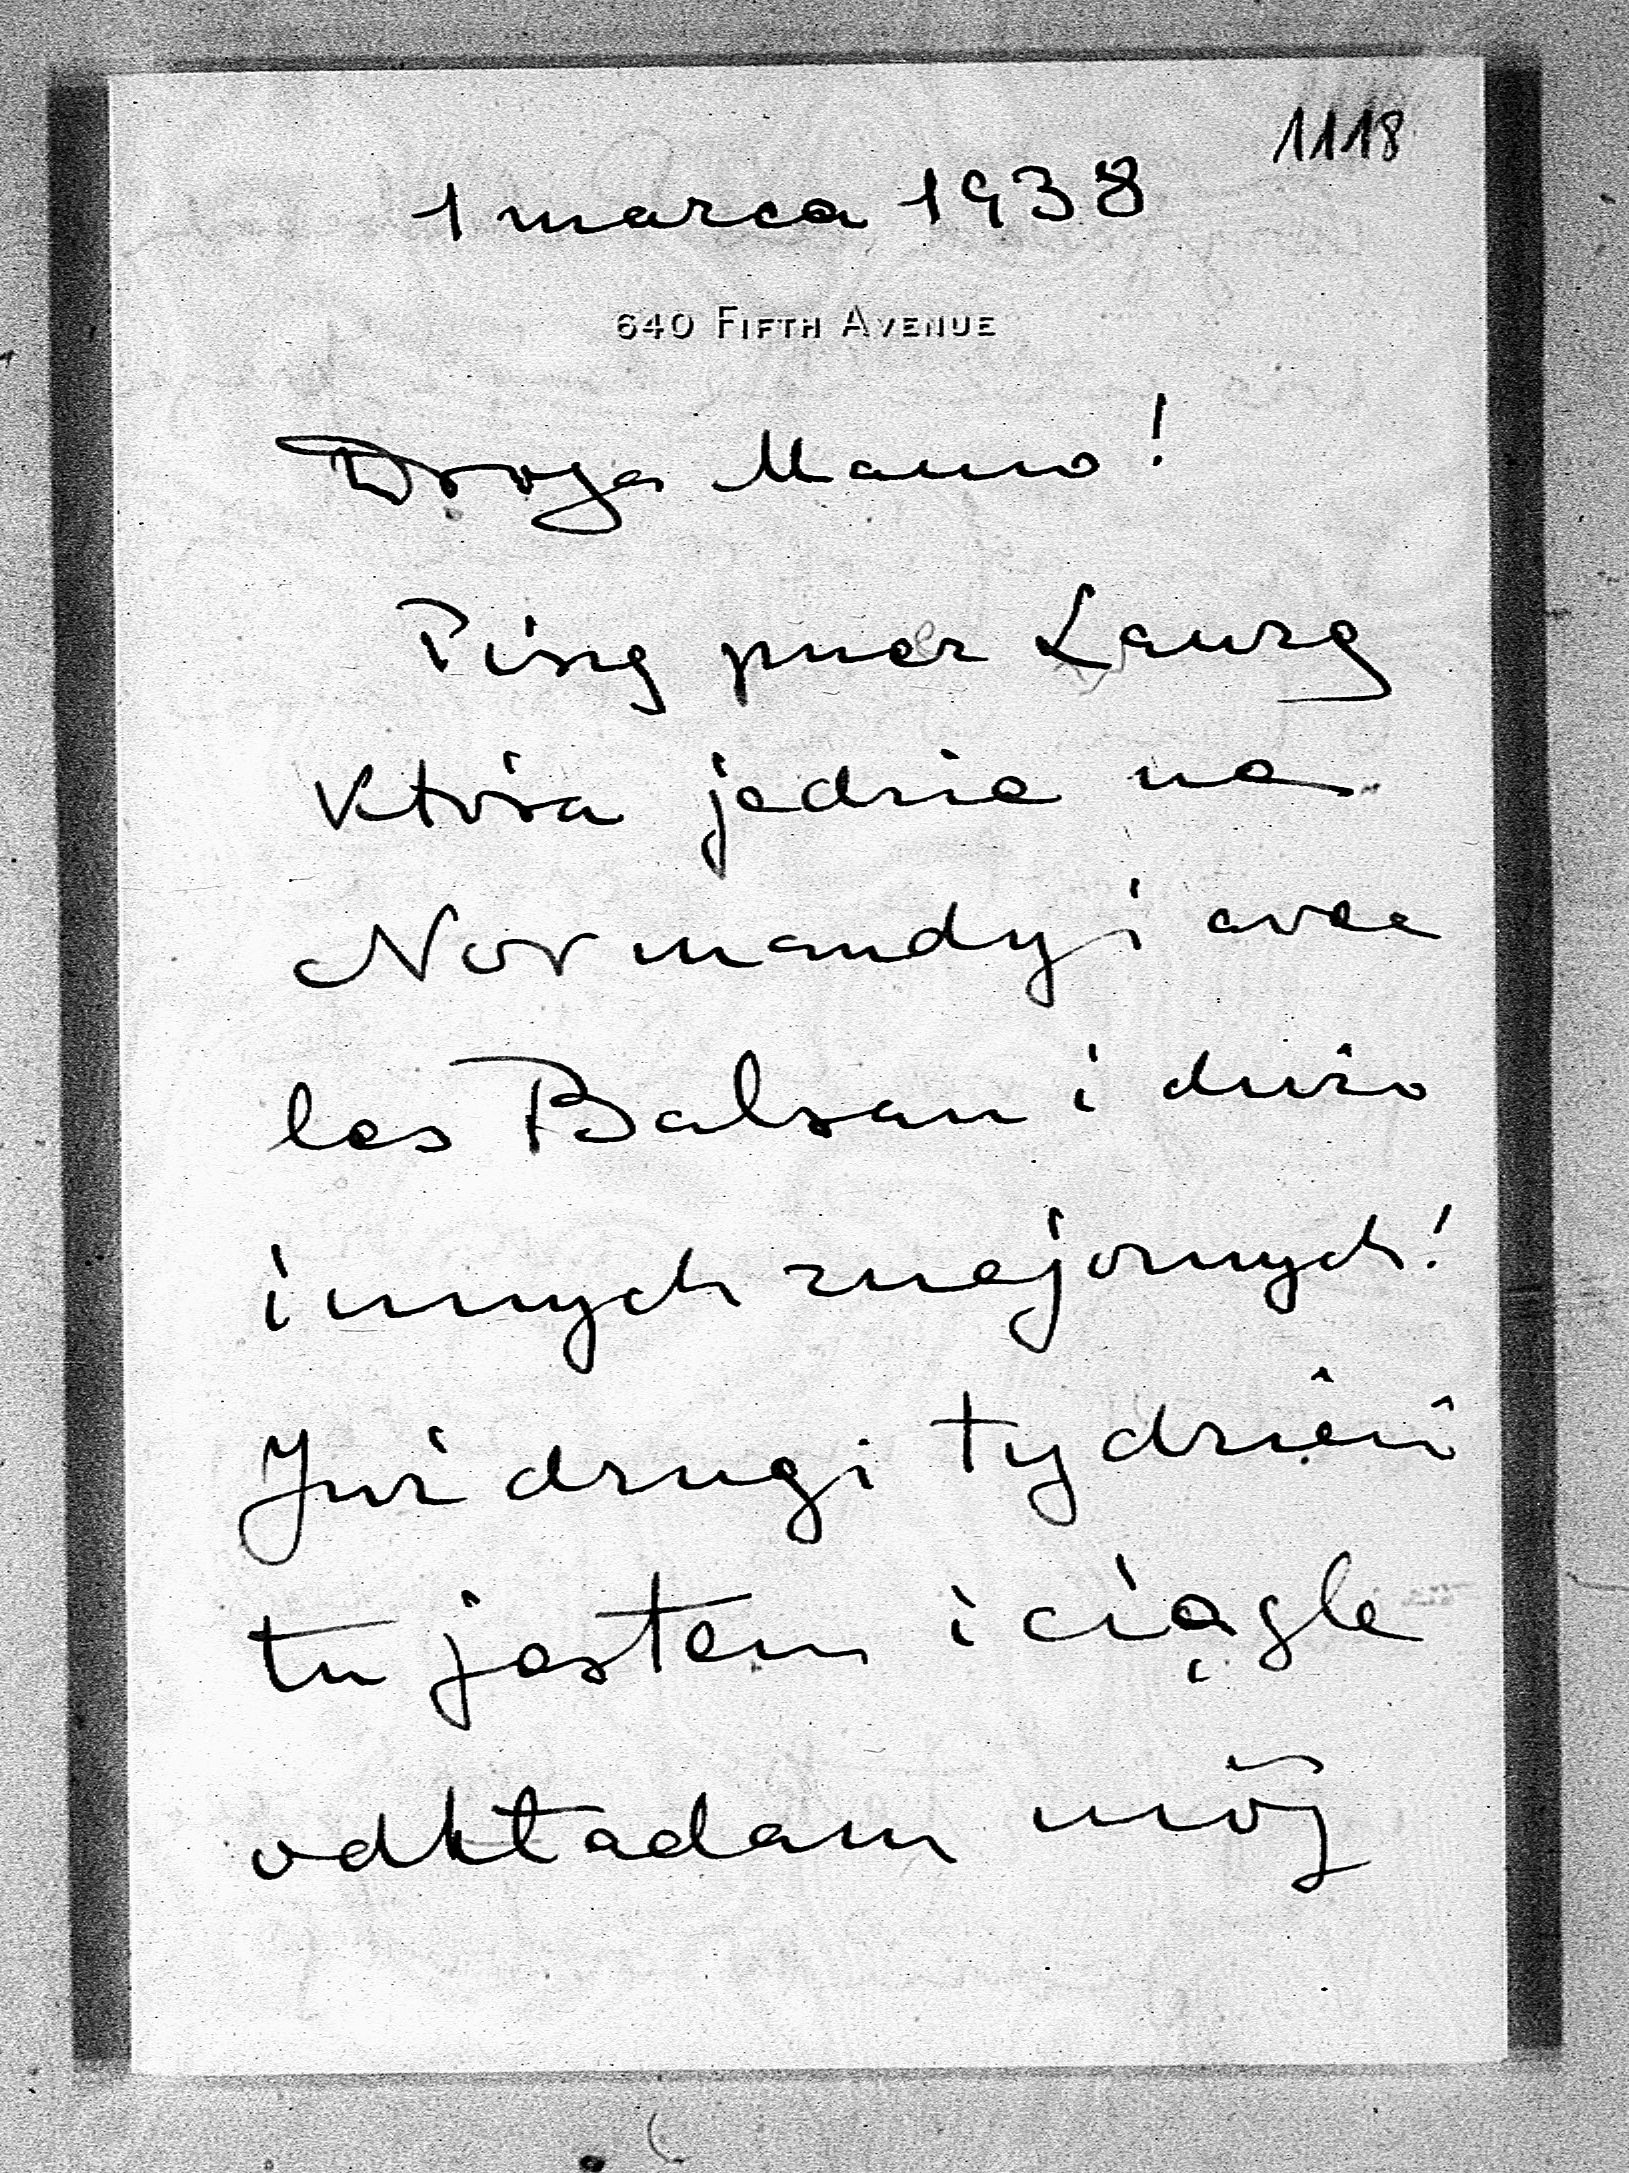 1118
1 marca 1938
640 FIFTH AVENUE
Droga Mamo!
Piszę przez Laurę
która jedzie na
Normandyi avec
les Balsan i dużo
innych znajomych!
Już drugi tydzień
tu jestem i ciągle
odkładam mój